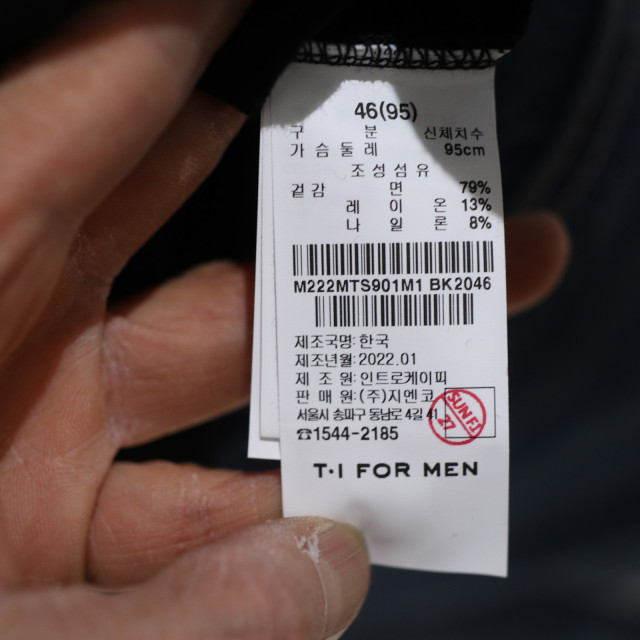 46(95)
구 분 신체치수
가슴둘레 95cm
조성섬유
겉감 면 79%
레이온 13%
나일론 8%
M222MTS901M1 BK2046
제조국명:한국
제조년월:2022.01
제 조 원:인트로케이피
판 매 원:(주)지엔코
서울시 송파구 동남로 4길 41
☎1544-2185
SUN F.I
27
T·I FOR MEN